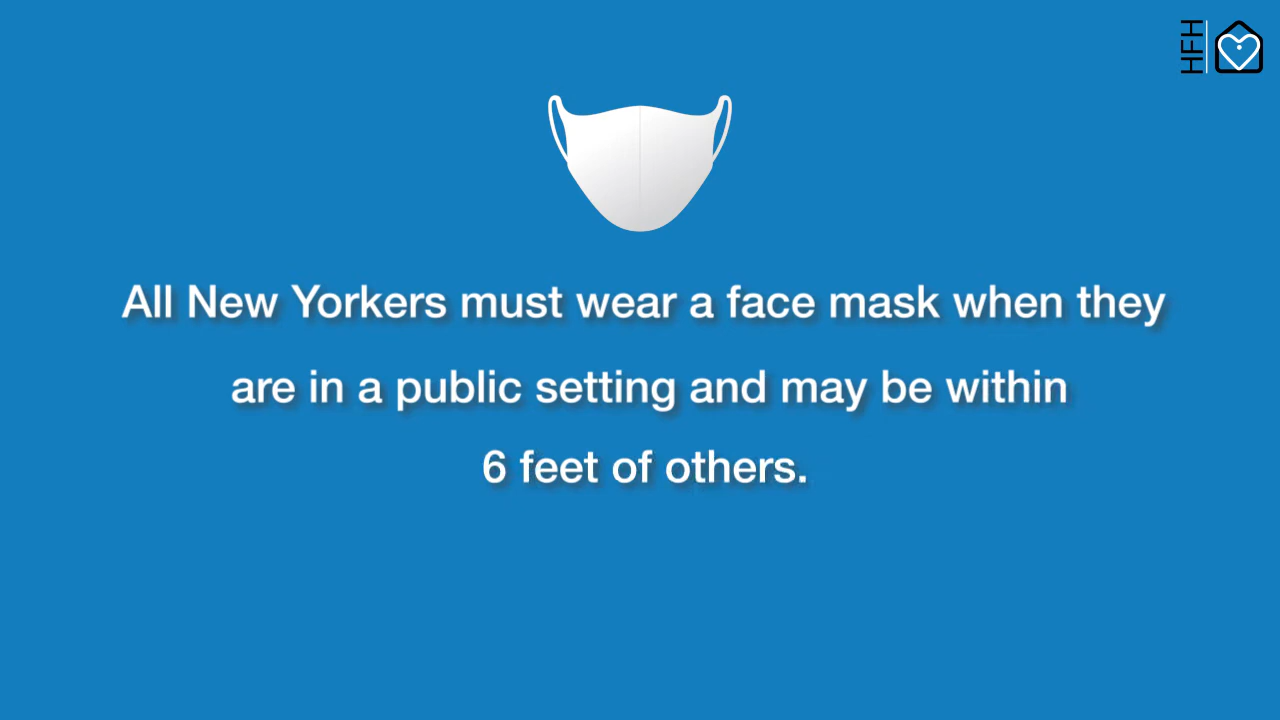 HFH
All New Yorkers must wear a face mask when they
are in a public setting and may be within
6 feet of others.